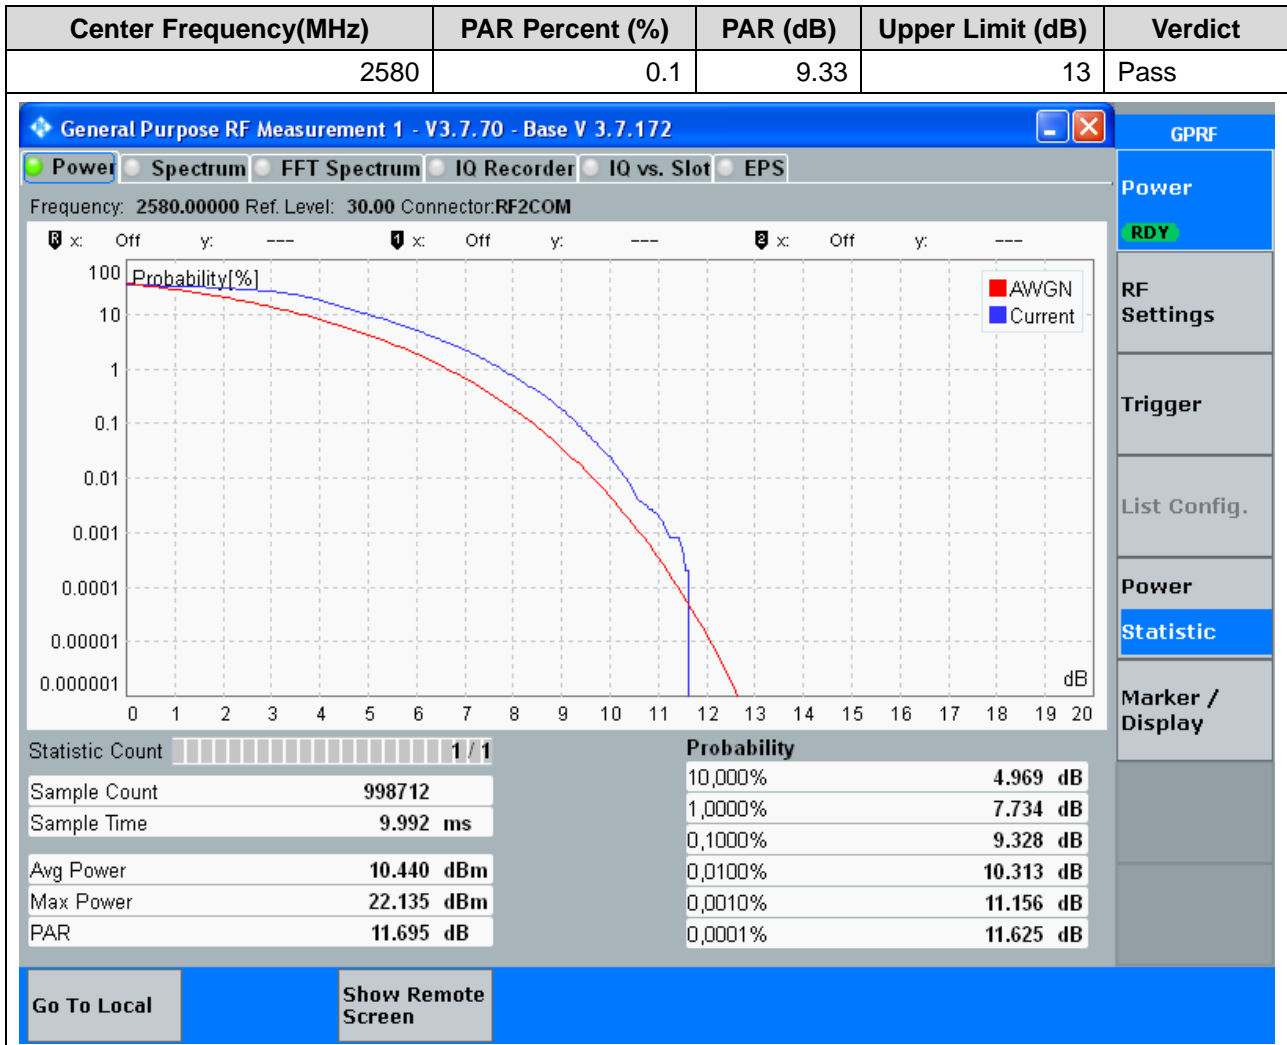 Center Frequency(MHz) PAR Percent (%) PAR (dB) Upper Limit (dB) Verdict
2580 0.1 9.33 13 Pass
General Purpose RF Measurement 1 - V3.7.70 - Base V 3.7.172
GPRF
Power Spectrum FFT Spectrum IQ Recorder IQ vs. Slot EPS
Frequency: 2580.00000 Ref. Level: 30.00 Connector:RF2COM
R x: Off y: --- 1 x: Off y: --- 2 x: Off y: ---
Probability[%]
AWGN
Current
100
10
1
0.1
0.01
0.001
0.0001
0.00001
0.000001
dB
0 1 2 3 4 5 6 7 8 9 10 11 12 13 14 15 16 17 18 19 20
Statistic Count 1 / 1
Sample Count 998712
Sample Time 9.992 ms
Avg Power 10.440 dBm
Max Power 22.135 dBm
PAR 11.695 dB
Probability
10,000% 4.969 dB
1,0000% 7.734 dB
0,1000% 9.328 dB
0,0100% 10.313 dB
0,0010% 11.156 dB
0,0001% 11.625 dB
Power
RDY
RF
Settings
Trigger
List Config.
Power
Statistic
Marker /
Display
Go To Local
Show Remote
Screen